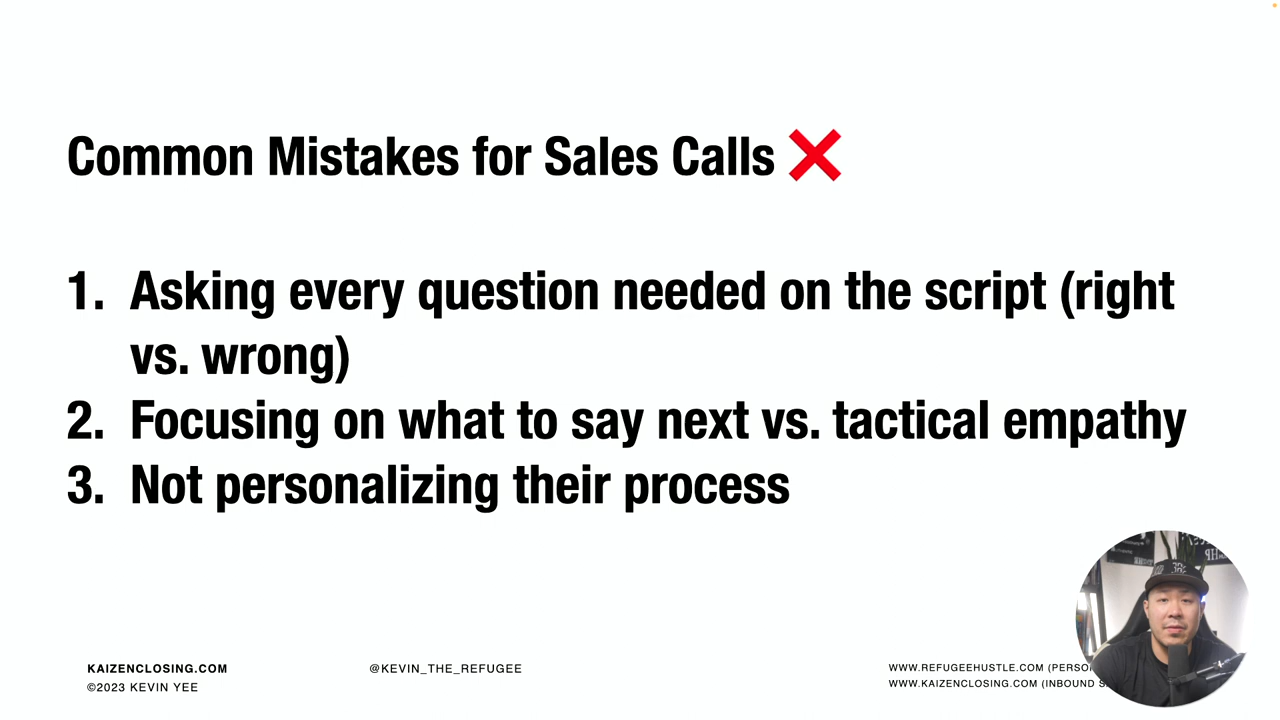 Common Mistakes for Sales Calls ❌
1. Asking every question needed on the script (right
vs. wrong)
2. Focusing on what to say next vs. tactical empathy
3. Not personalizing their process
KAIZENCLOSING.COM
©2023 KEVIN YEE
@KEVIN_THE_REFUGEE
WWW.REFUGEEHUSTLE.COM
WWW.KAIZENCLOSING.COM (INBOUND